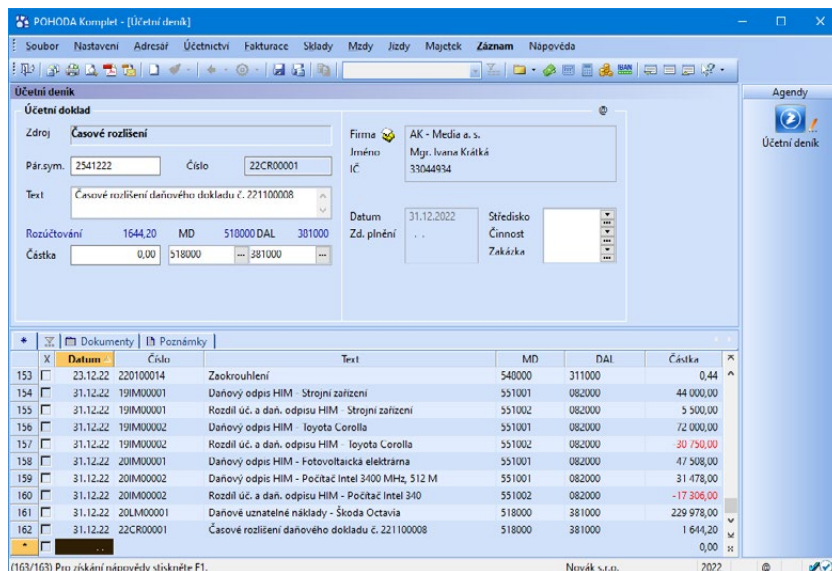 POHODA Komplet - [Účetní deník]
Soubor Nastavení Adresář Účetnictví Fakturace Sklady Mzdy Jízdy Majetek Záznam Nápověda
Účetní deník
Agendy
Účetní deník
Účetní doklad @
Zdroj Časové rozlišení
Firma AK - Media a. s.
Jméno Mgr. Ivana Krátká
IČ 33044934
Pár.sym. 2541222 Číslo 22CR00001
Text Časové rozlišení daňového dokladu č. 221100008
Datum 31.12.2022 Středisko
Zd. plnění . . Činnost
Zakázka
Rozúčtování 1644,20 MD 518000 DAL 381000
Částka 0,00 518000 381000
* Dokumenty Poznámky
X Datum Číslo Text MD DAL Částka
153 23.12.22 220100014 Zaokrouhlení 548000 311000 0,44
154 31.12.22 19IM00001 Daňový odpis HIM - Strojní zařízení 551001 082000 44 000,00
155 31.12.22 19IM00001 Rozdíl úč. a daň. odpisu HIM - Strojní zařízení 551002 082000 5 500,00
156 31.12.22 19IM00002 Daňový odpis HIM - Toyota Corolla 551001 082000 72 000,00
157 31.12.22 19IM00002 Rozdíl úč. a daň. odpisu HIM - Toyota Corolla 551002 082000 -30 750,00
158 31.12.22 20IM00001 Daňový odpis HIM - Fotovoltaická elektrárna 551001 082000 47 508,00
159 31.12.22 20IM00002 Daňový odpis HIM - Počítač Intel 3400 MHz, 512 M 551001 082000 31 478,00
160 31.12.22 20IM00002 Rozdíl úč. a daň. odpisu HIM - Počítač Intel 340 551002 082000 -17 306,00
161 31.12.22 20LM00001 Daňové uznatelné náklady - Škoda Octavia 518000 381000 229 978,00
162 31.12.22 22CR00001 Časové rozlišení daňového dokladu č. 221100008 518000 381000 1 644,20
* . . 0,00
(163/163) Pro získání nápovědy stiskněte F1. Novák s.r.o. 2022 @